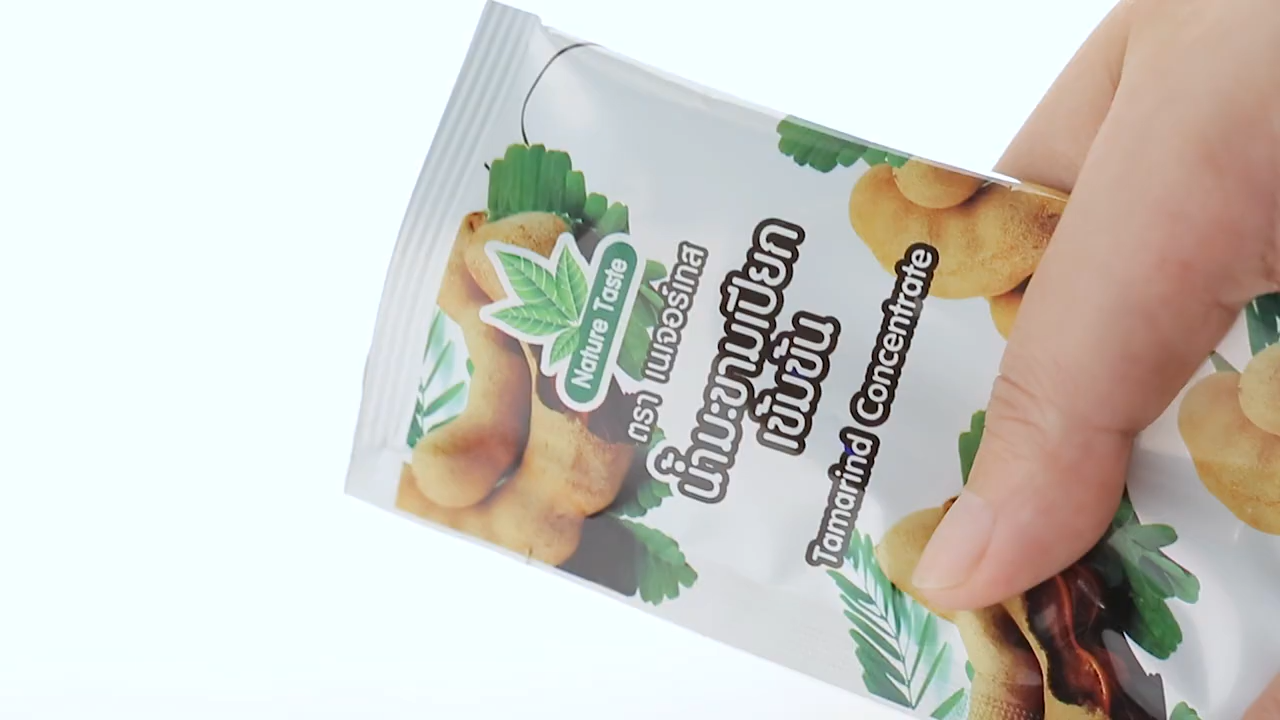 Nature Taste
ตรา เนเจอร์เทส
น้ำมะขามเปียก
เข้มข้น
Tamarind Concentrate